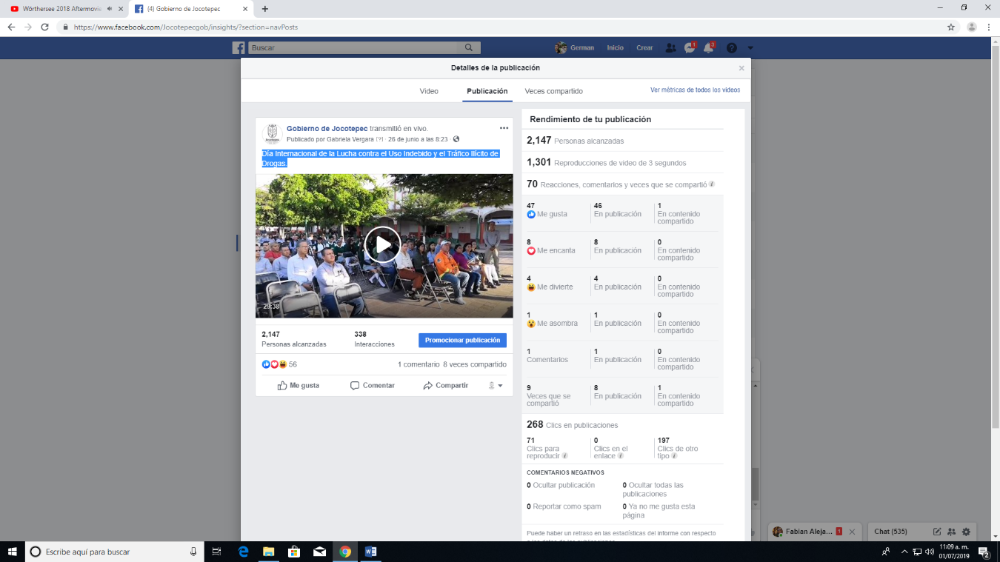 Wörthersee 2018 Aftermovie
(4) Gobierno de Jocotepec
https://www.facebook.com/Jocotepecgob/insights/?section=navPosts
Buscar
German Inicio Crear 1 3
Detalles de la publicación
Video Publicación Veces compartido Ver métricas de todos los videos
Gobierno de Jocotepec transmitió en vivo.
Publicado por Gabriela Vergara [?] · 26 de junio a las 8:23 ·
Día Internacional de la Lucha contra el Uso Indebido y el Tráfico Ilícito de
Drogas.
29:38
2,147 338
Personas alcanzadas Interacciones Promocionar publicación
56 1 comentario 8 veces compartido
Me gusta Comentar Compartir
Rendimiento de tu publicación
2,147 Personas alcanzadas
1,301 Reproducciones de video de 3 segundos
70 Reacciones, comentarios y veces que se compartió
47 46 1
Me gusta En publicación En contenido
compartido
8 8 0
Me encanta En publicación En contenido
compartido
4 4 0
Me divierte En publicación En contenido
compartido
1 1 0
Me asombra En publicación En contenido
compartido
1 1 0
Comentarios En publicación En contenido
compartido
9 8 1
Veces que se En publicación En contenido
compartió compartido
268 Clics en publicaciones
71 0 197
Clics para Clics en el Clics de otro
reproducir enlace tipo
COMENTARIOS NEGATIVOS
0 Ocultar publicación 0 Ocultar todas las
publicaciones
0 Reportar como spam 0 Ya no me gusta esta
página
Puede haber un retraso en las estadísticas del informe con respecto
Fabian Aleja... 1 Chat (535)
Escribe aquí para buscar
11:09 a. m.
01/07/2019
2